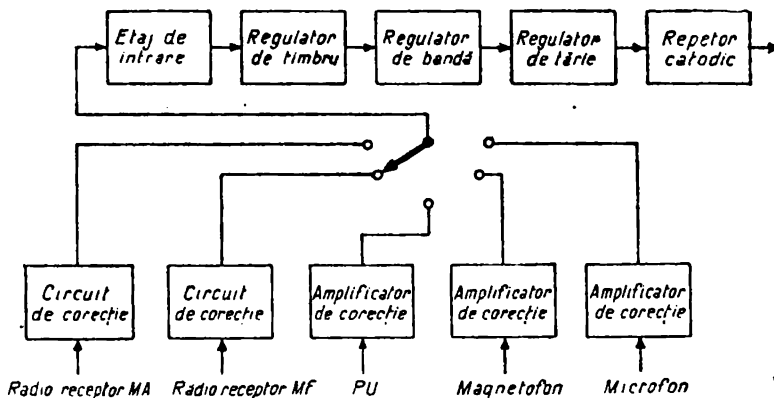 Etaj de
intrare
Regulator
de timbru
Regulator
de bandă
Regulator
de tărie
Repetor
catodic
Circuit
de corecție
Circuit
de corecție
Amplificator
de corecție
Amplificator
de corecție
Amplificator
de corecție
Radio receptor MA
Radio receptor MF
PU
Magnetofon
Microfon